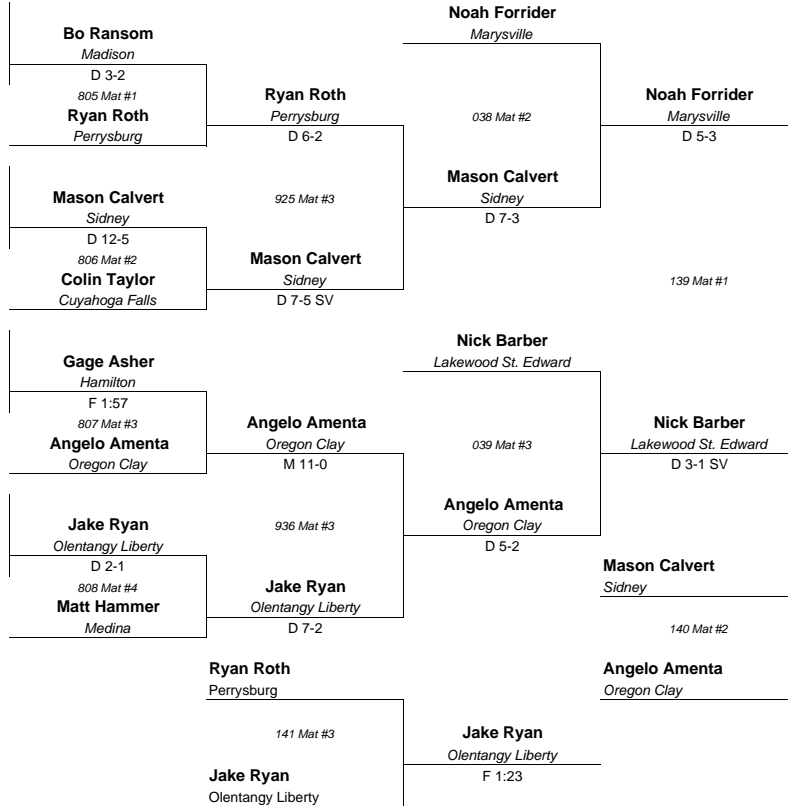 Noah Forrider
Marysville
Bo Ransom
Madison
D 3-2
805 Mat #1
Ryan Roth
Perrysburg
Ryan Roth
Perrysburg
D 6-2
038 Mat #2
Noah Forrider
Marysville
D 5-3
Mason Calvert
Sidney
D 12-5
806 Mat #2
Colin Taylor
Cuyahoga Falls
925 Mat #3
Mason Calvert
Sidney
D 7-5 SV
Mason Calvert
Sidney
D 7-3
139 Mat #1
Nick Barber
Lakewood St. Edward
Gage Asher
Hamilton
F 1:57
807 Mat #3
Angelo Amenta
Oregon Clay
Angelo Amenta
Oregon Clay
M 11-0
039 Mat #3
Nick Barber
Lakewood St. Edward
D 3-1 SV
Jake Ryan
Olentangy Liberty
D 2-1
808 Mat #4
Matt Hammer
Medina
936 Mat #3
Jake Ryan
Olentangy Liberty
D 7-2
Angelo Amenta
Oregon Clay
D 5-2
Mason Calvert
Sidney
140 Mat #2
Angelo Amenta
Oregon Clay
Ryan Roth
Perrysburg
141 Mat #3
Jake Ryan
Olentangy Liberty
Jake Ryan
Olentangy Liberty
F 1:23